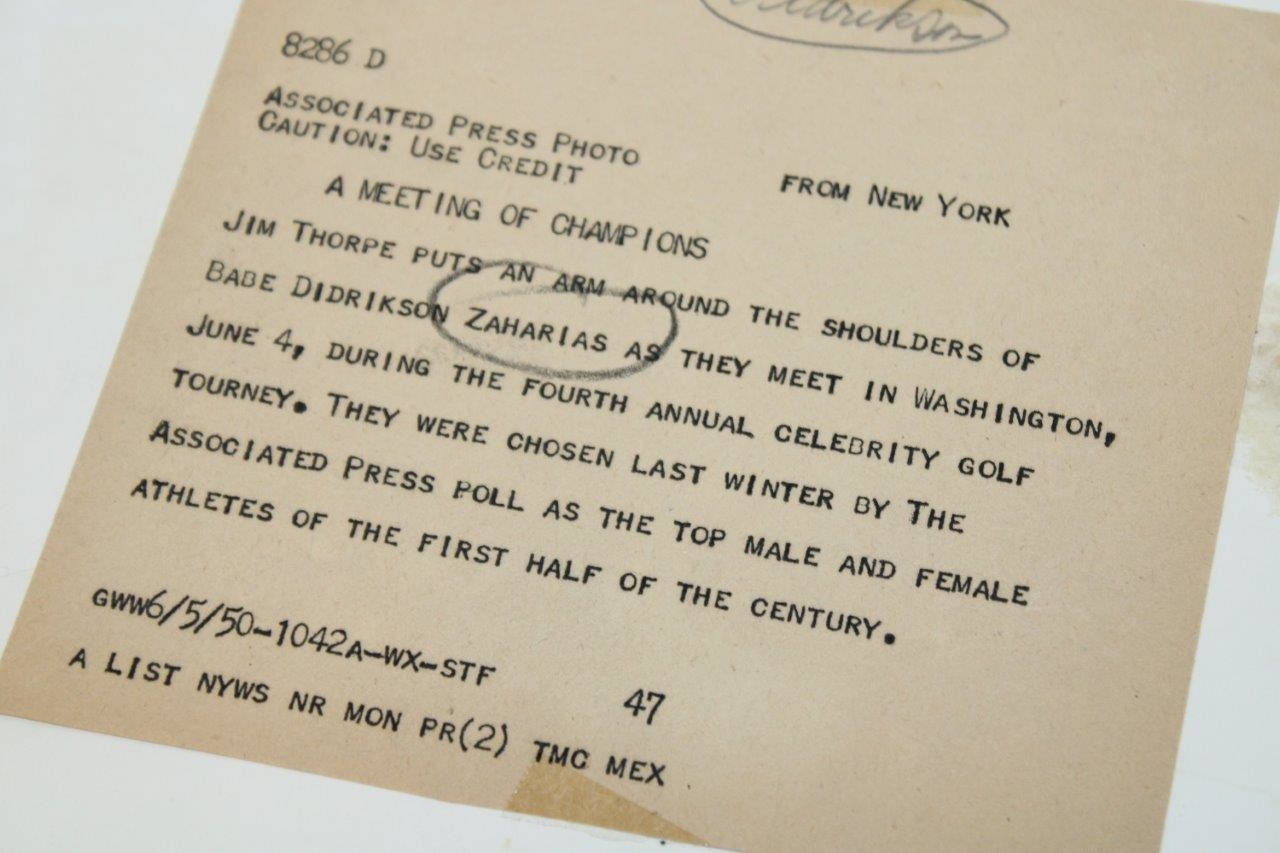 8286 D
ASSOCIATED PRESS PHOTO
CAUTION: USE CREDIT
FROM NEW YORK
A MEETING OF CHAMPIONS
JIM THORPE PUTS AN ARM AROUND THE SHOULDERS OF
BABE DIDRIKSON ZAHARIAS AS THEY MEET IN WASHINGTON,
JUNE 4, DURING THE FOURTH ANNUAL CELEBRITY GOLF
TOURNEY. THEY WERE CHOSEN LAST WINTER BY THE
ASSOCIATED PRESS POLL AS THE TOP MALE AND FEMALE
ATHLETES OF THE FIRST HALF OF THE CENTURY.
GWW6/5/50-1042A-WX-STF
47
A LIST NYWS NR MON PR(2) TMC MEX